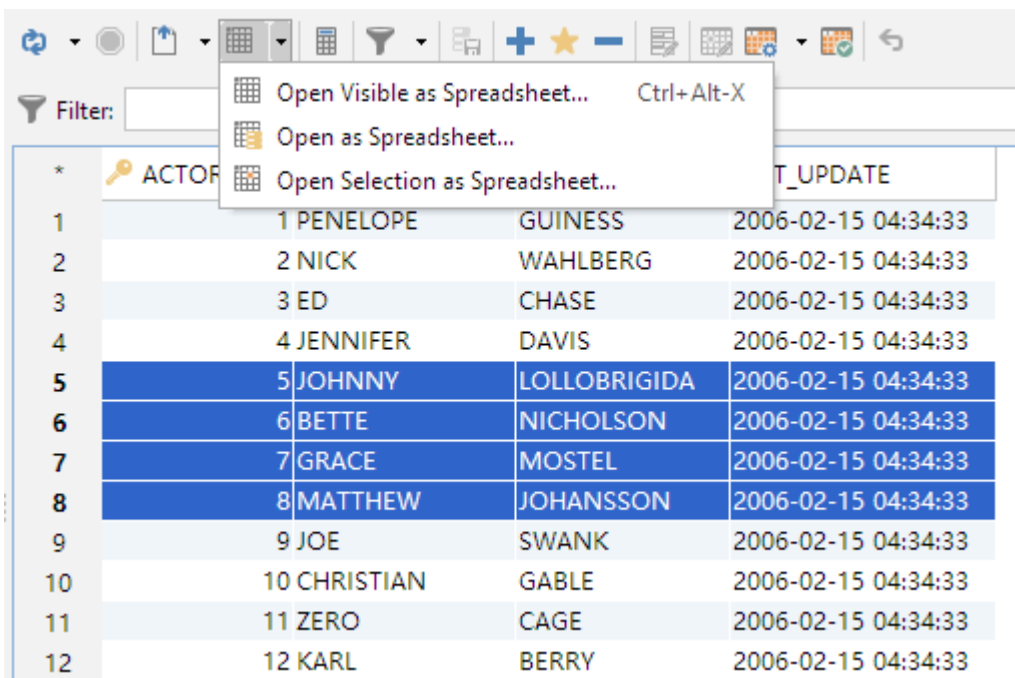 Open Visible as Spreadsheet... Ctrl+Alt-X
Filter:
Open as Spreadsheet...
Open Selection as Spreadsheet...
* ACTOR T_UPDATE
1 1 PENELOPE GUINESS 2006-02-15 04:34:33
2 2 NICK WAHLBERG 2006-02-15 04:34:33
3 3 ED CHASE 2006-02-15 04:34:33
4 4 JENNIFER DAVIS 2006-02-15 04:34:33
5 5 JOHNNY LOLLOBRIGIDA 2006-02-15 04:34:33
6 6 BETTE NICHOLSON 2006-02-15 04:34:33
7 7 GRACE MOSTEL 2006-02-15 04:34:33
8 8 MATTHEW JOHANSSON 2006-02-15 04:34:33
9 9 JOE SWANK 2006-02-15 04:34:33
10 10 CHRISTIAN GABLE 2006-02-15 04:34:33
11 11 ZERO CAGE 2006-02-15 04:34:33
12 12 KARL BERRY 2006-02-15 04:34:33